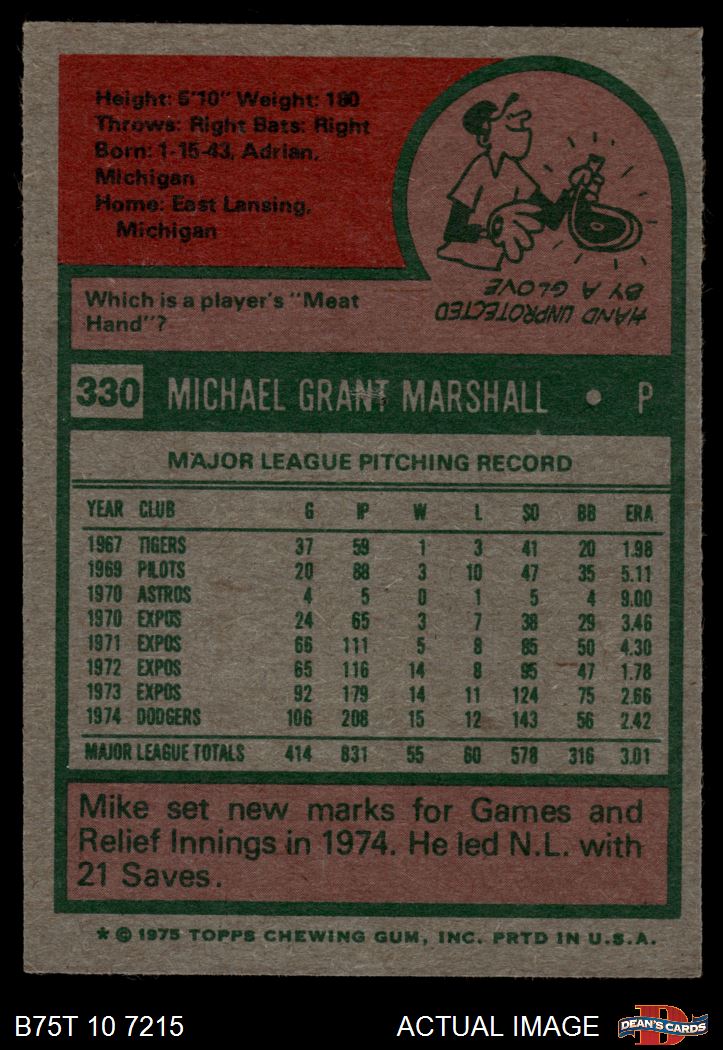 Height: 5'10" Weight: 180
Throws: Right Bats: Right
Born: 1-15-43, Adrian,
Michigan
Home: East Lansing,
Michigan
HAND UNPROTECTED
BY A GLOVE
Which is a player's "Meat
Hand"?
330 MICHAEL GRANT MARSHALL • P
MAJOR LEAGUE PITCHING RECORD
YEAR CLUB G IP W L SO BB ERA
1967 TIGERS 37 59 1 3 41 20 1.98
1969 PILOTS 20 88 3 10 47 35 5.11
1970 ASTROS 4 5 0 1 5 4 9.00
1970 EXPOS 24 65 3 7 38 29 3.46
1971 EXPOS 66 111 5 8 85 50 4.30
1972 EXPOS 65 116 14 8 95 47 1.78
1973 EXPOS 92 179 14 11 124 75 2.66
1974 DODGERS 106 208 15 12 143 56 2.42
MAJOR LEAGUE TOTALS 414 831 55 60 578 316 3.01
Mike set new marks for Games and
Relief Innings in 1974. He led N.L. with
21 Saves.
* © 1975 TOPPS CHEWING GUM, INC. PRTD IN U.S.A.
B75T 10 7215 ACTUAL IMAGE DEAN'S CARDS